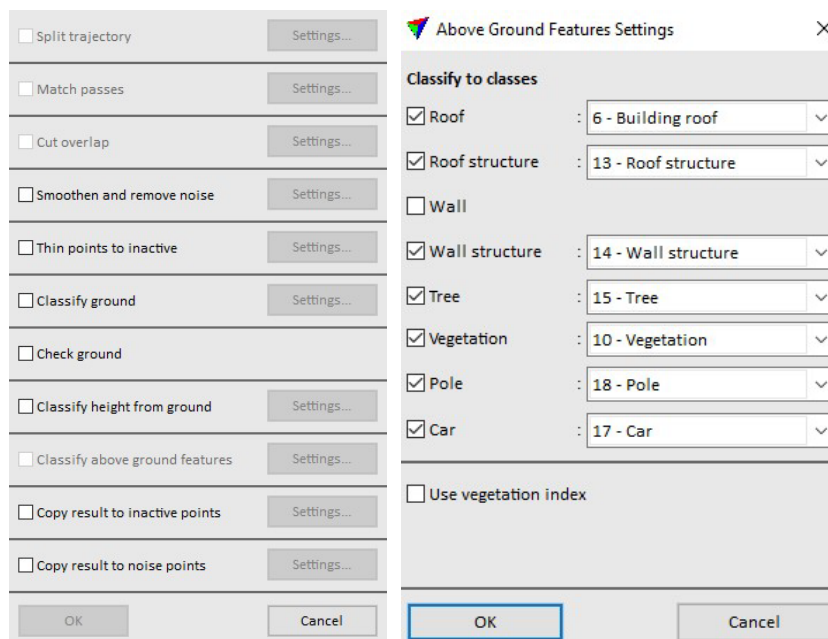 Split trajectory Settings...
Match passes Settings...
Cut overlap Settings...
Smoothen and remove noise Settings...
Thin points to inactive Settings...
Classify ground Settings...
Check ground
Classify height from ground Settings...
Classify above ground features Settings...
Copy result to inactive points Settings...
Copy result to noise points Settings...
OK Cancel
Above Ground Features Settings
Classify to classes
Roof : 6 - Building roof
Roof structure : 13 - Roof structure
Wall
Wall structure : 14 - Wall structure
Tree : 15 - Tree
Vegetation : 10 - Vegetation
Pole : 18 - Pole
Car : 17 - Car
Use vegetation index
OK Cancel